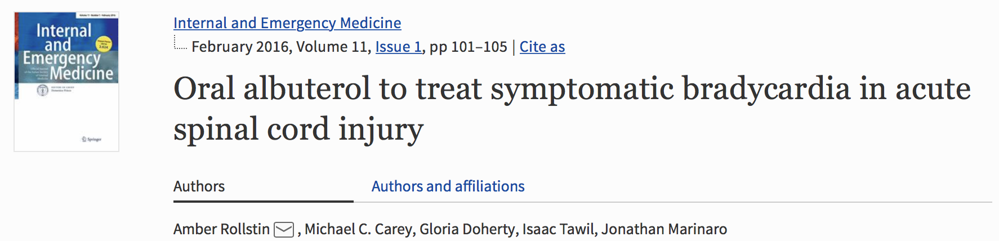 Internal
and
Emergency
Medicine
Springer
Internal and Emergency Medicine
February 2016, Volume 11, Issue 1, pp 101–105 | Cite as
Oral albuterol to treat symptomatic bradycardia in acute
spinal cord injury
Authors Authors and affiliations
Amber Rollstin , Michael C. Carey, Gloria Doherty, Isaac Tawil, Jonathan Marinaro